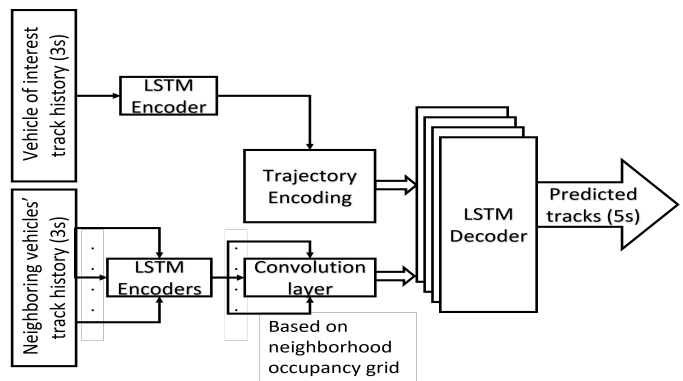 Vehicle of interest
track history (3s)
LSTM
Encoder
Trajectory
Encoding
Neighboring vehicles'
track history (3s)
LSTM
Encoders
Convolution
layer
Based on
neighborhood
occupancy grid
LSTM
Decoder
Predicted
tracks (5s)